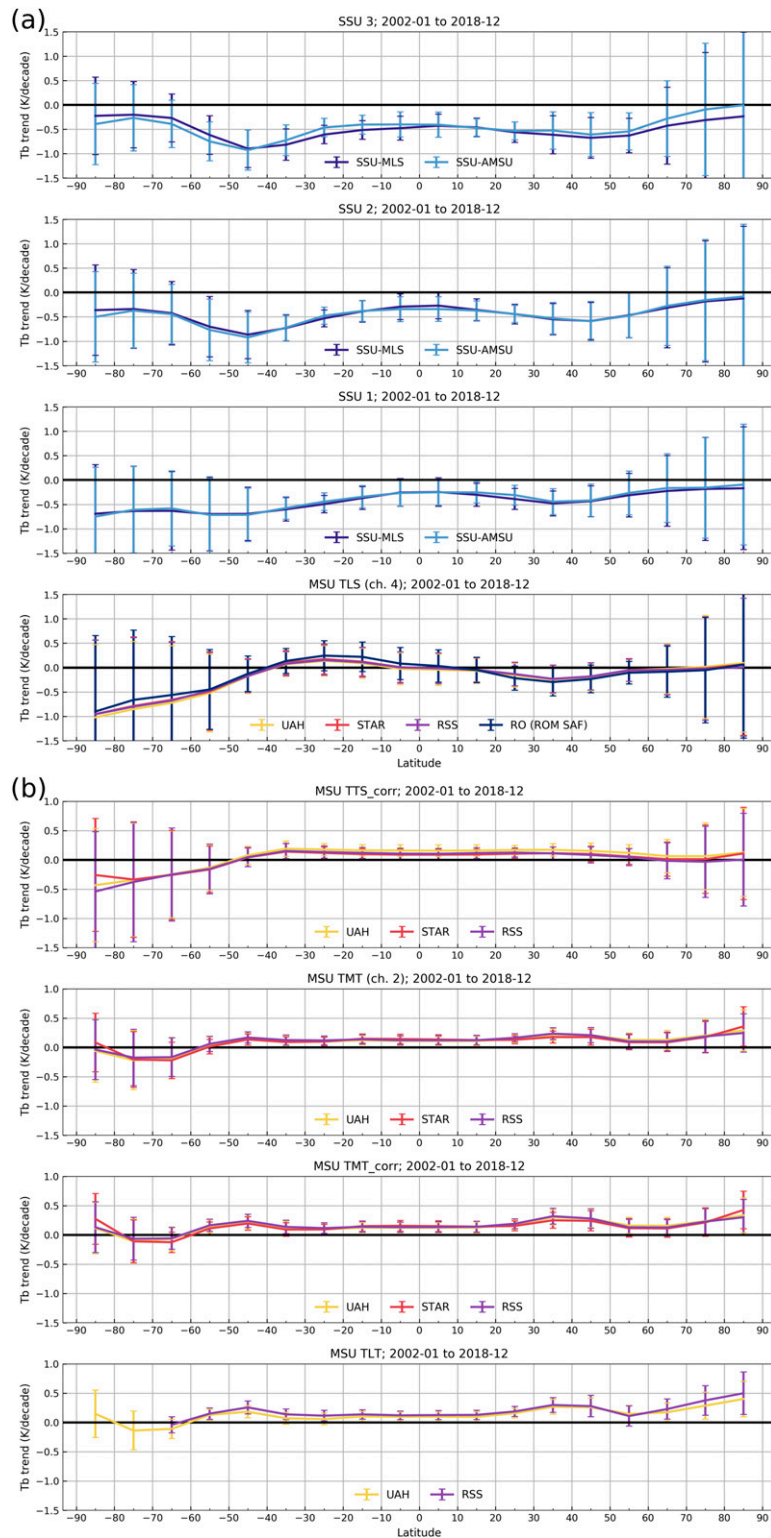 (a)
SSU 3; 2002-01 to 2018-12
1.5
1.0
0.5
0.0
−0.5
−1.0
−1.5
Tb trend (K/decade)
SSU-MLS SSU-AMSU
−90 −80 −70 −60 −50 −40 −30 −20 −10 0 10 20 30 40 50 60 70 80 90
SSU 2; 2002-01 to 2018-12
1.5
1.0
0.5
0.0
−0.5
−1.0
−1.5
Tb trend (K/decade)
SSU-MLS SSU-AMSU
−90 −80 −70 −60 −50 −40 −30 −20 −10 0 10 20 30 40 50 60 70 80 90
SSU 1; 2002-01 to 2018-12
1.5
1.0
0.5
0.0
−0.5
−1.0
−1.5
Tb trend (K/decade)
SSU-MLS SSU-AMSU
−90 −80 −70 −60 −50 −40 −30 −20 −10 0 10 20 30 40 50 60 70 80 90
MSU TLS (ch. 4); 2002-01 to 2018-12
1.5
1.0
0.5
0.0
−0.5
−1.0
−1.5
Tb trend (K/decade)
UAH STAR RSS RO (ROM SAF)
−90 −80 −70 −60 −50 −40 −30 −20 −10 0 10 20 30 40 50 60 70 80 90
Latitude
(b)
MSU TTS_corr; 2002-01 to 2018-12
1.0
0.5
0.0
−0.5
−1.0
−1.5
Tb trend (K/decade)
UAH STAR RSS
−90 −80 −70 −60 −50 −40 −30 −20 −10 0 10 20 30 40 50 60 70 80 90
MSU TMT (ch. 2); 2002-01 to 2018-12
1.0
0.5
0.0
−0.5
−1.0
−1.5
Tb trend (K/decade)
UAH STAR RSS
−90 −80 −70 −60 −50 −40 −30 −20 −10 0 10 20 30 40 50 60 70 80 90
MSU TMT_corr; 2002-01 to 2018-12
1.0
0.5
0.0
−0.5
−1.0
−1.5
Tb trend (K/decade)
UAH STAR RSS
−90 −80 −70 −60 −50 −40 −30 −20 −10 0 10 20 30 40 50 60 70 80 90
MSU TLT; 2002-01 to 2018-12
1.0
0.5
0.0
−0.5
−1.0
−1.5
Tb trend (K/decade)
UAH RSS
−90 −80 −70 −60 −50 −40 −30 −20 −10 0 10 20 30 40 50 60 70 80 90
Latitude